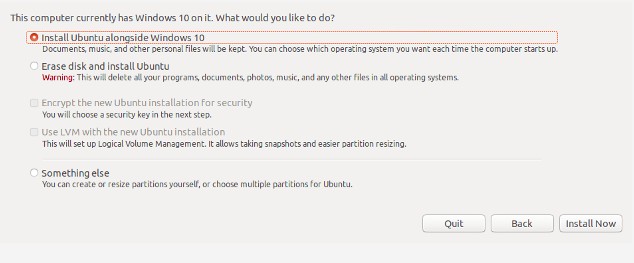 This computer currently has Windows 10 on it. What would you like to do?
Install Ubuntu alongside Windows 10
Documents, music, and other personal files will be kept. You can choose which operating system you want each time the computer starts up.
Erase disk and install Ubuntu
Warning: This will delete all your programs, documents, photos, music, and any other files in all operating systems.
Encrypt the new Ubuntu installation for security
You will choose a security key in the next step.
Use LVM with the new Ubuntu installation
This will set up Logical Volume Management. It allows taking snapshots and easier partition resizing.
Something else
You can create or resize partitions yourself, or choose multiple partitions for Ubuntu.
Quit Back Install Now